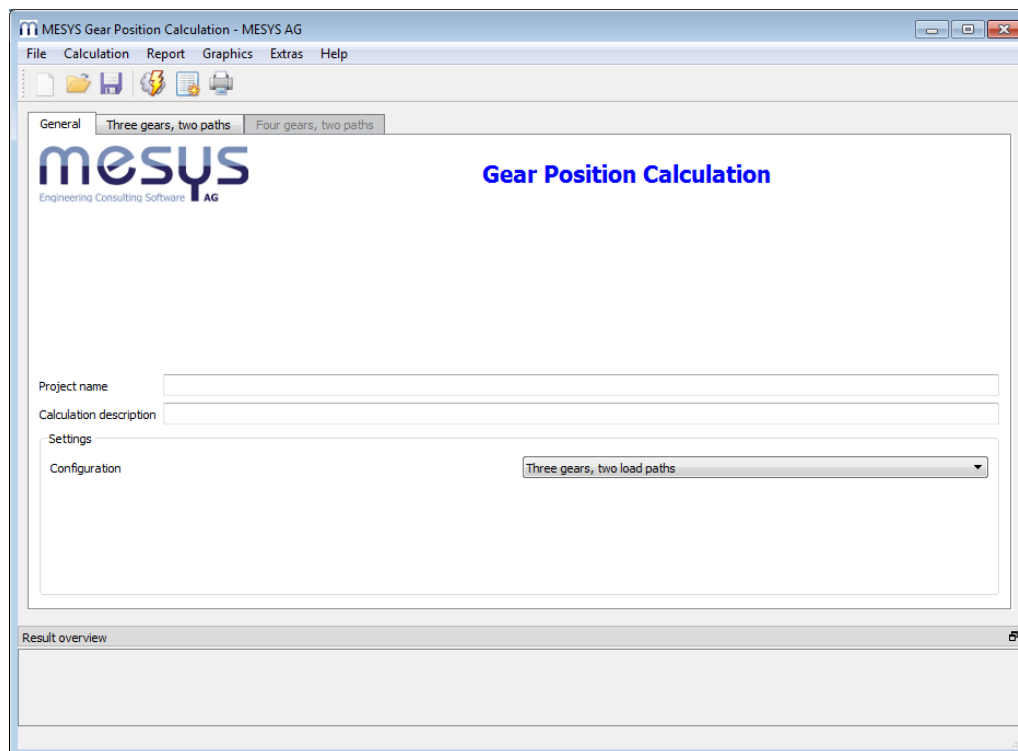 MESYS Gear Position Calculation - MESYS AG
File Calculation Report Graphics Extras Help
General Three gears, two paths Four gears, two paths
mesys
Engineering Consulting Software AG
Gear Position Calculation
Project name
Calculation description
Settings
Configuration Three gears, two load paths
Result overview